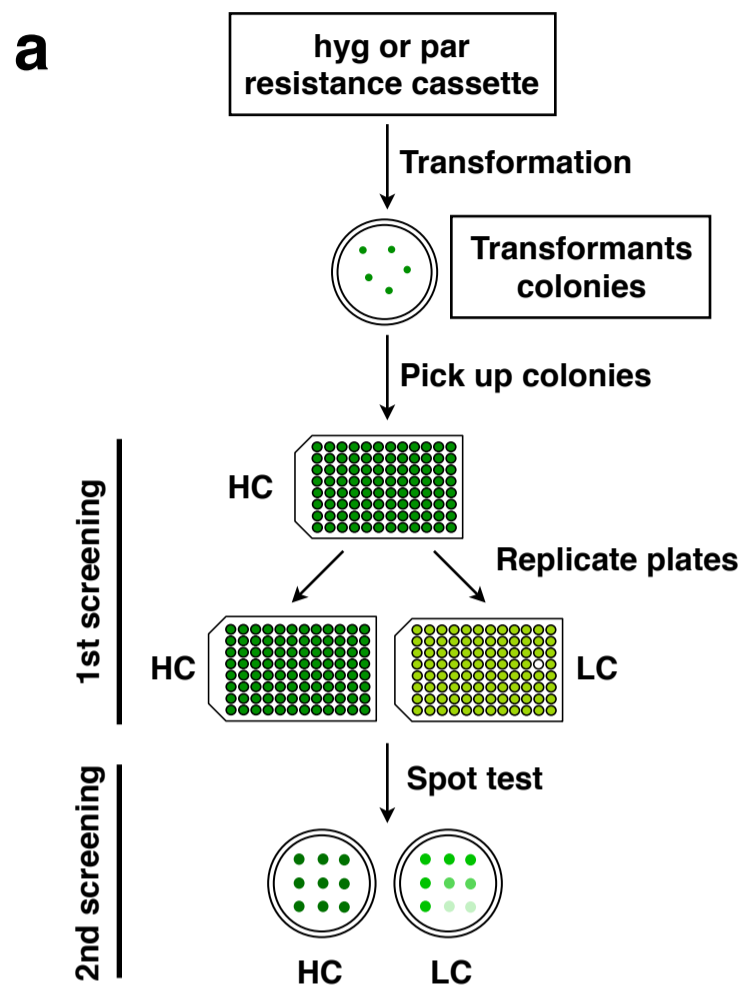 a
hyg or par
resistance cassette
Transformation
Transformants
colonies
Pick up colonies
1st screening
HC
Replicate plates
HC
LC
Spot test
2nd screening
HC
LC